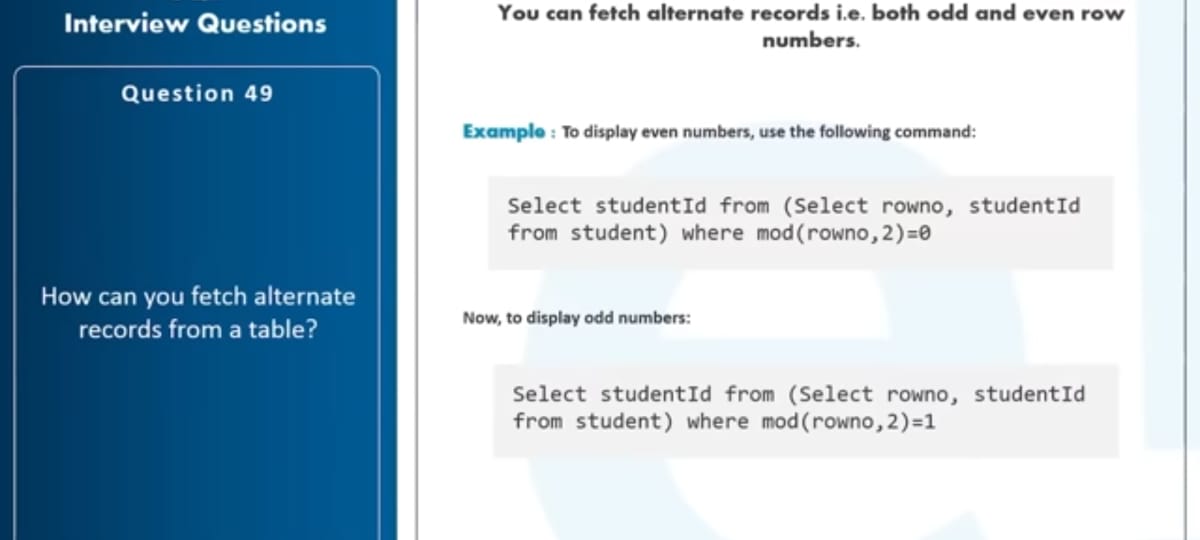 Interview Questions
Question 49
How can you fetch alternate
records from a table?
You can fetch alternate records i.e. both odd and even row
numbers.
Example : To display even numbers, use the following command:
Select studentId from (Select rowno, studentId
from student) where mod(rowno,2)=0
Now, to display odd numbers:
Select studentId from (Select rowno, studentId
from student) where mod(rowno,2)=1